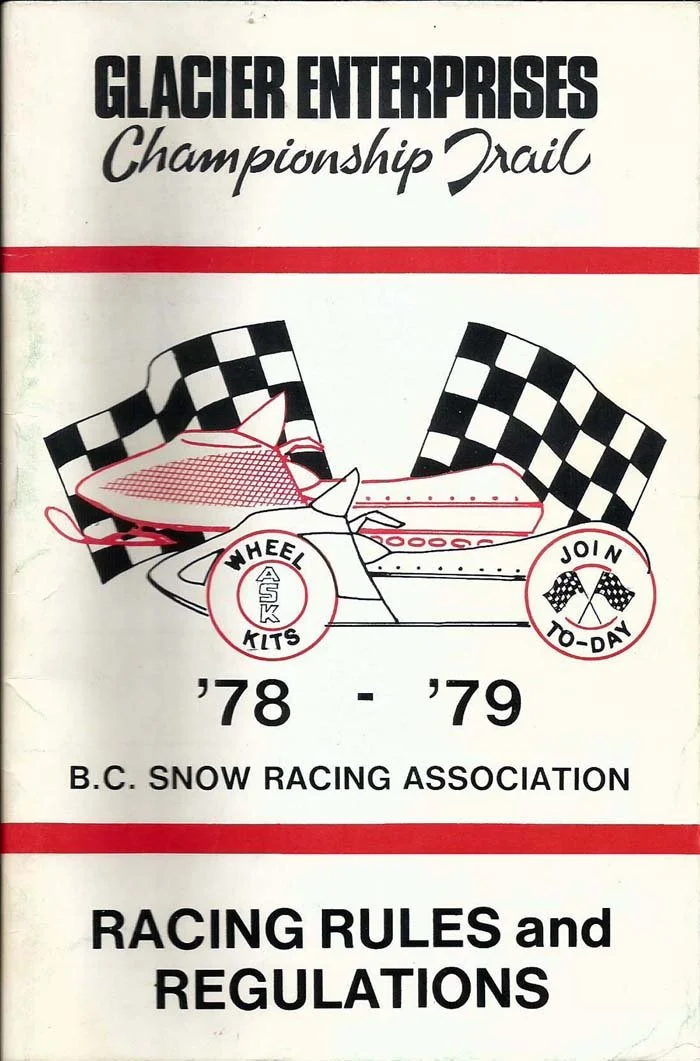 GLACIER ENTERPRISES
Championship Trail
WHEEL
ASK
KITS
JOIN
TO-DAY
'78 - '79
B.C. SNOW RACING ASSOCIATION
RACING RULES and
REGULATIONS